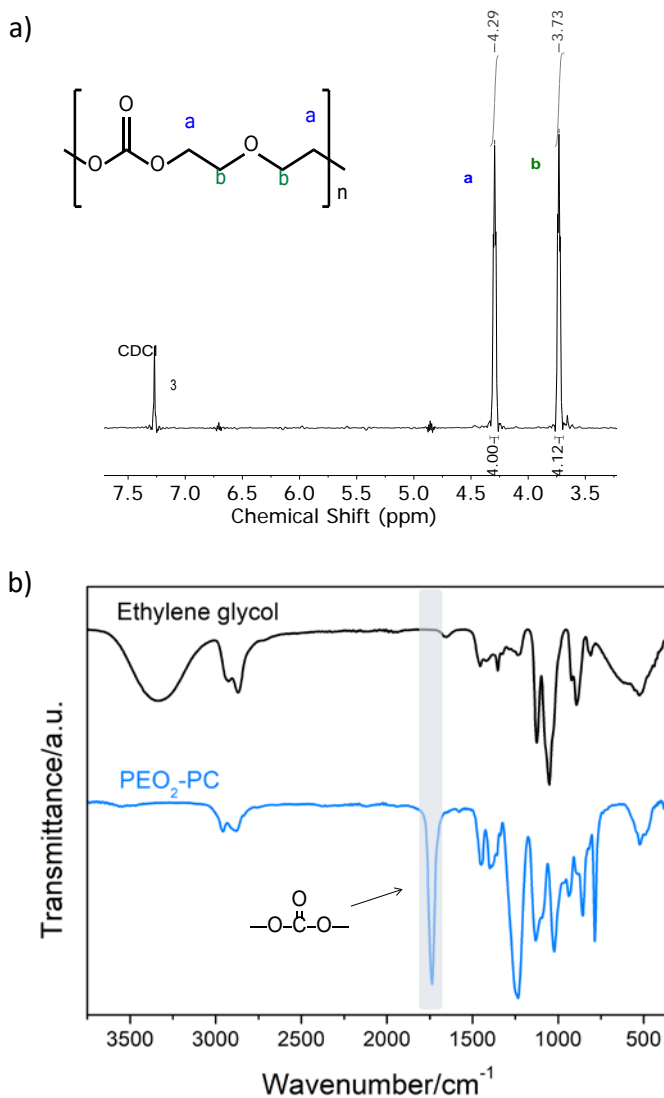 a)
−4.29
−3.73
O
a
a
O
O
O
b
b
n
a
b
CDCl
3
4.00
4.12
7.5 7.0 6.5 6.0 5.5 5.0 4.5 4.0 3.5
Chemical Shift (ppm)
b)
Ethylene glycol
PEO₂-PC
O
—O-C-O—
Transmittance/a.u.
3500 3000 2500 2000 1500 1000 500
Wavenumber/cm⁻¹